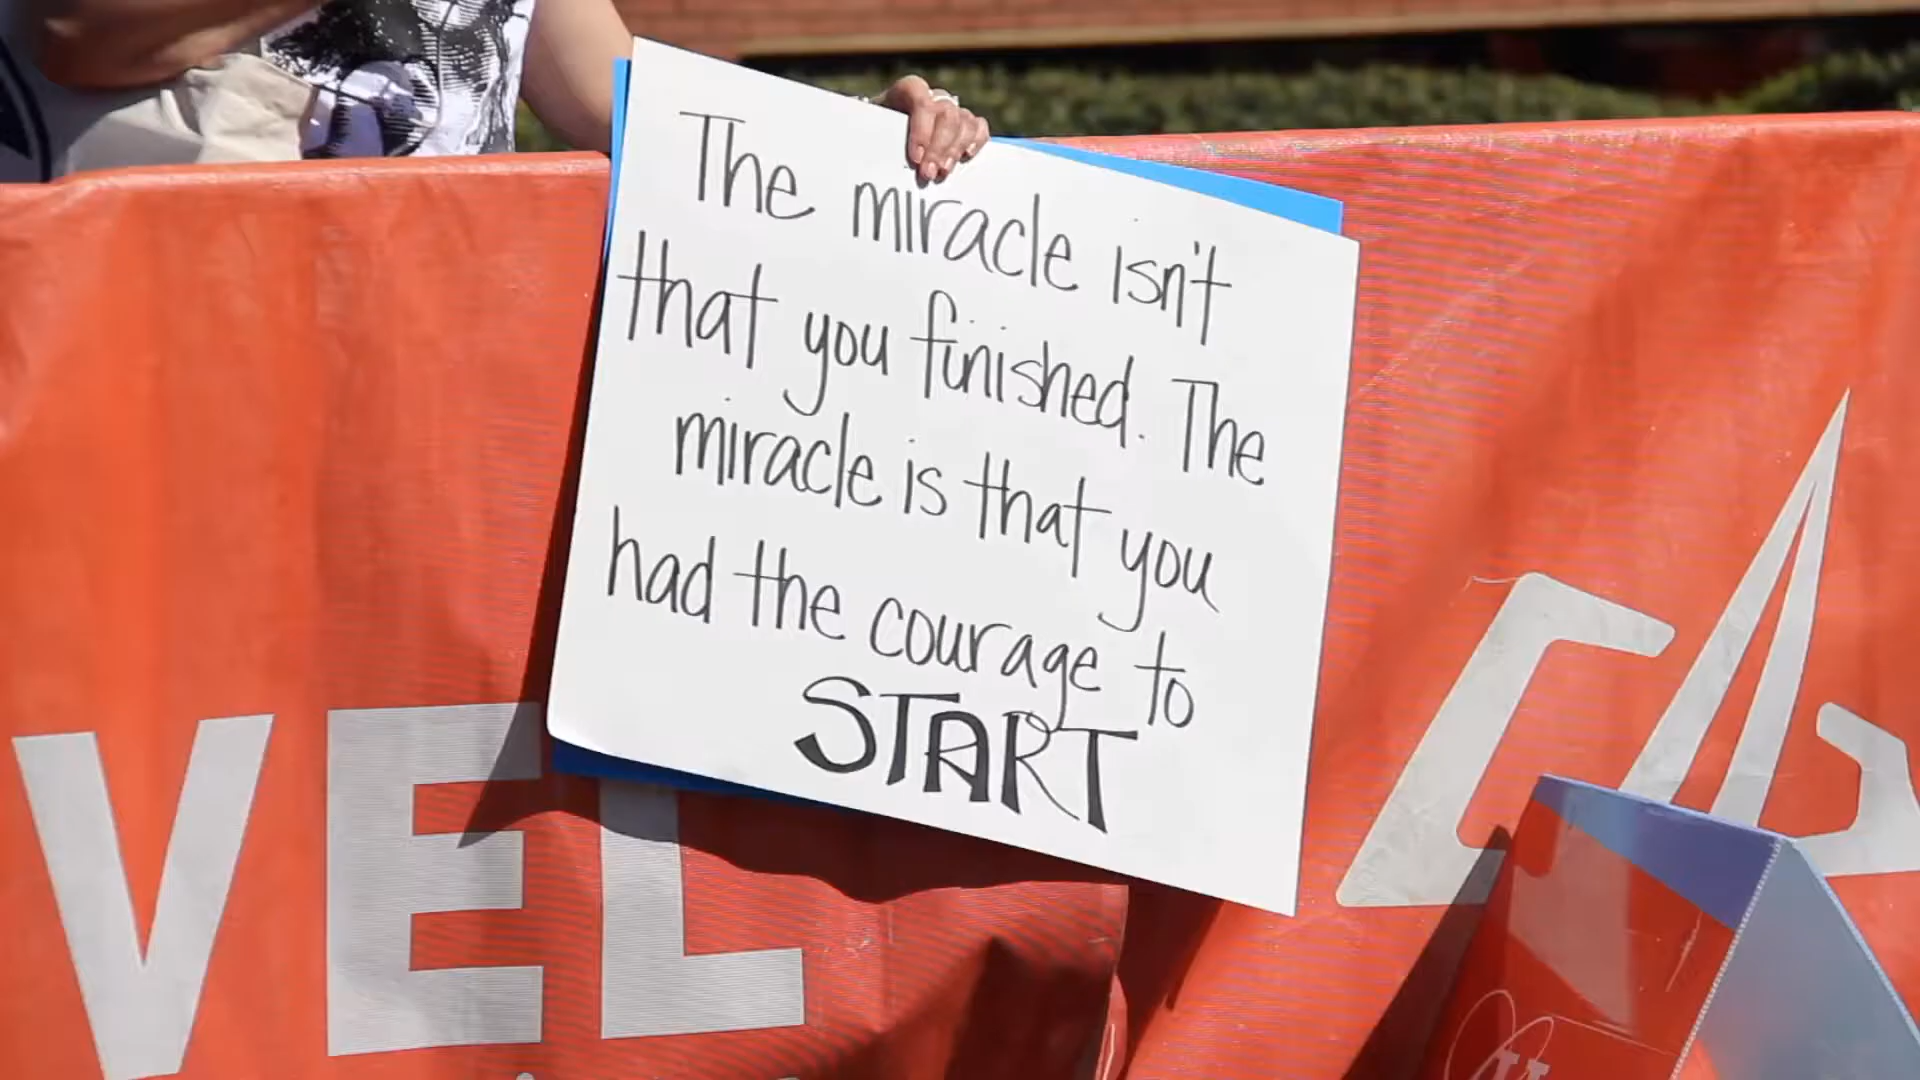 The miracle isn't
that you finished. The
miracle is that you
had the courage to
START
VEL